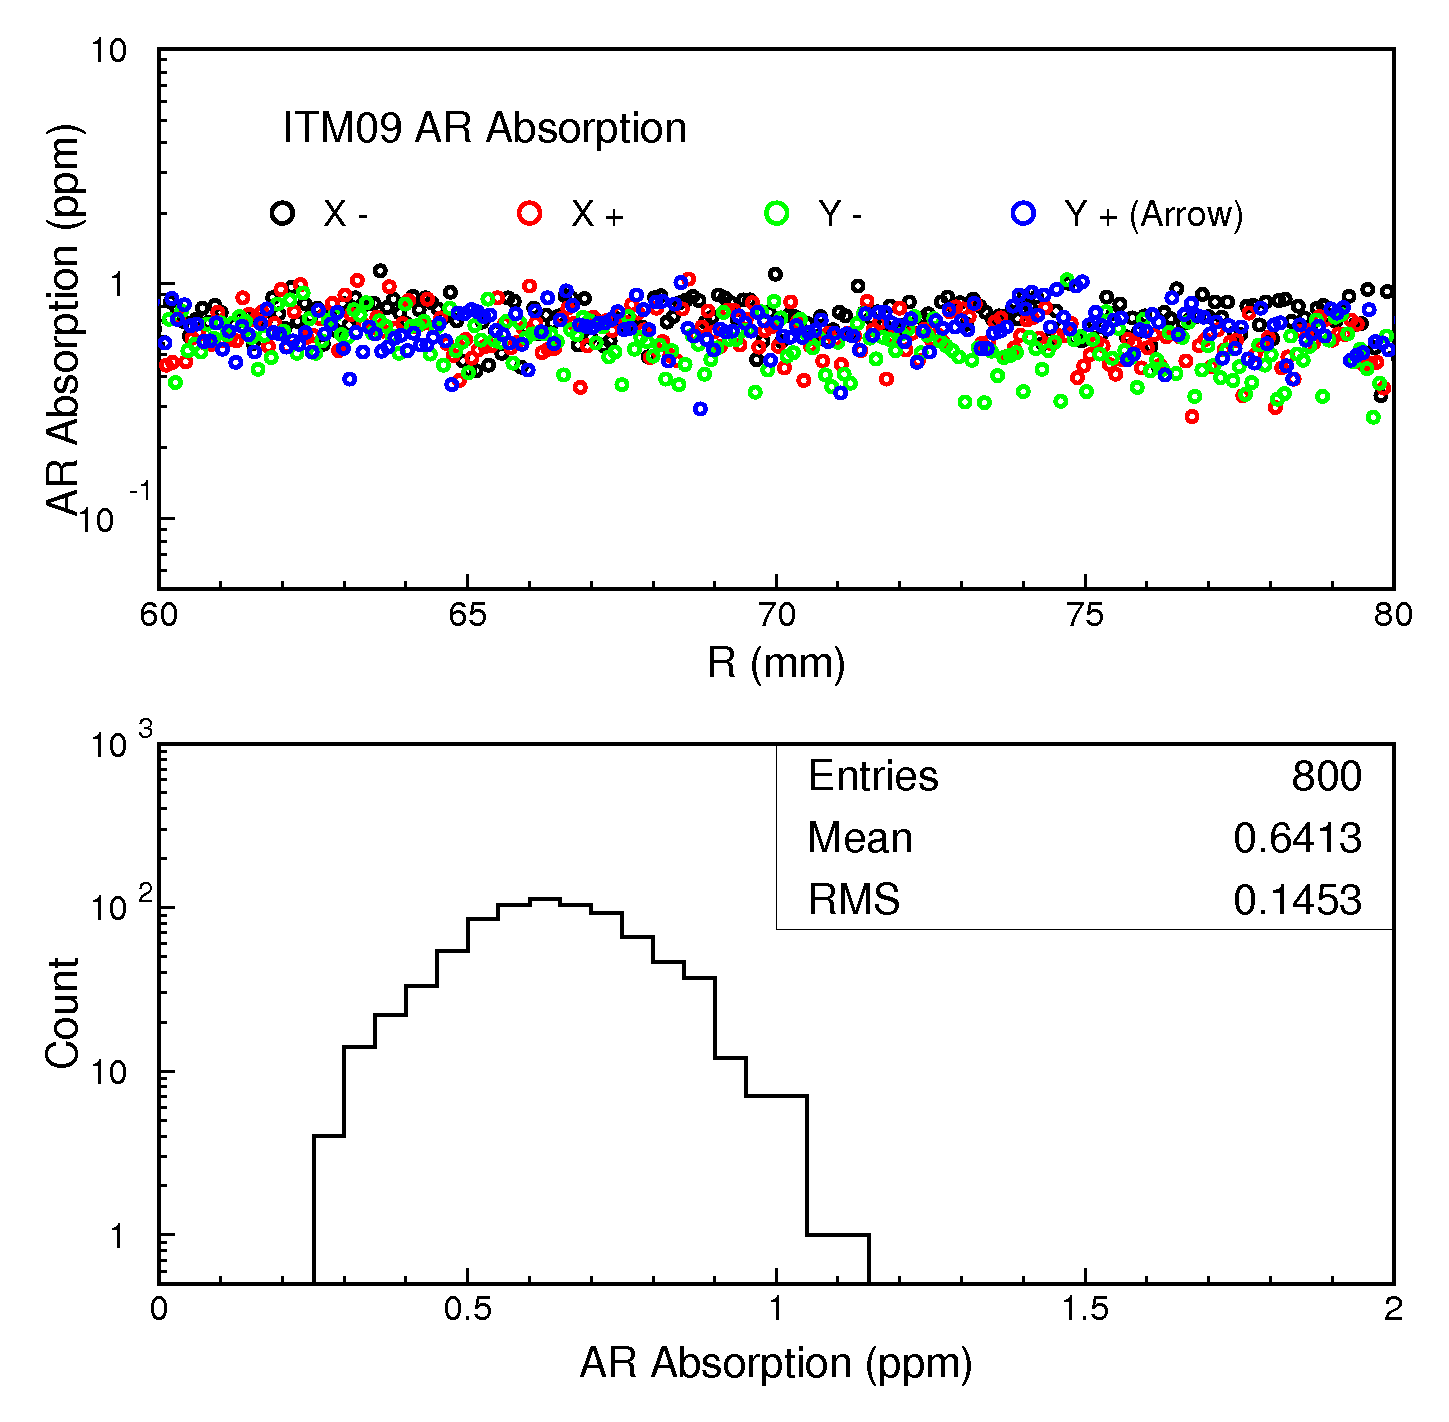 10
ITM09 AR Absorption
X -
X +
Y -
Y + (Arrow)
1
10 -1
AR Absorption (ppm)
60 65 70 75 80
R (mm)
10 3
Entries 800
Mean 0.6413
RMS 0.1453
10 2
10
1
Count
0 0.5 1 1.5 2
AR Absorption (ppm)